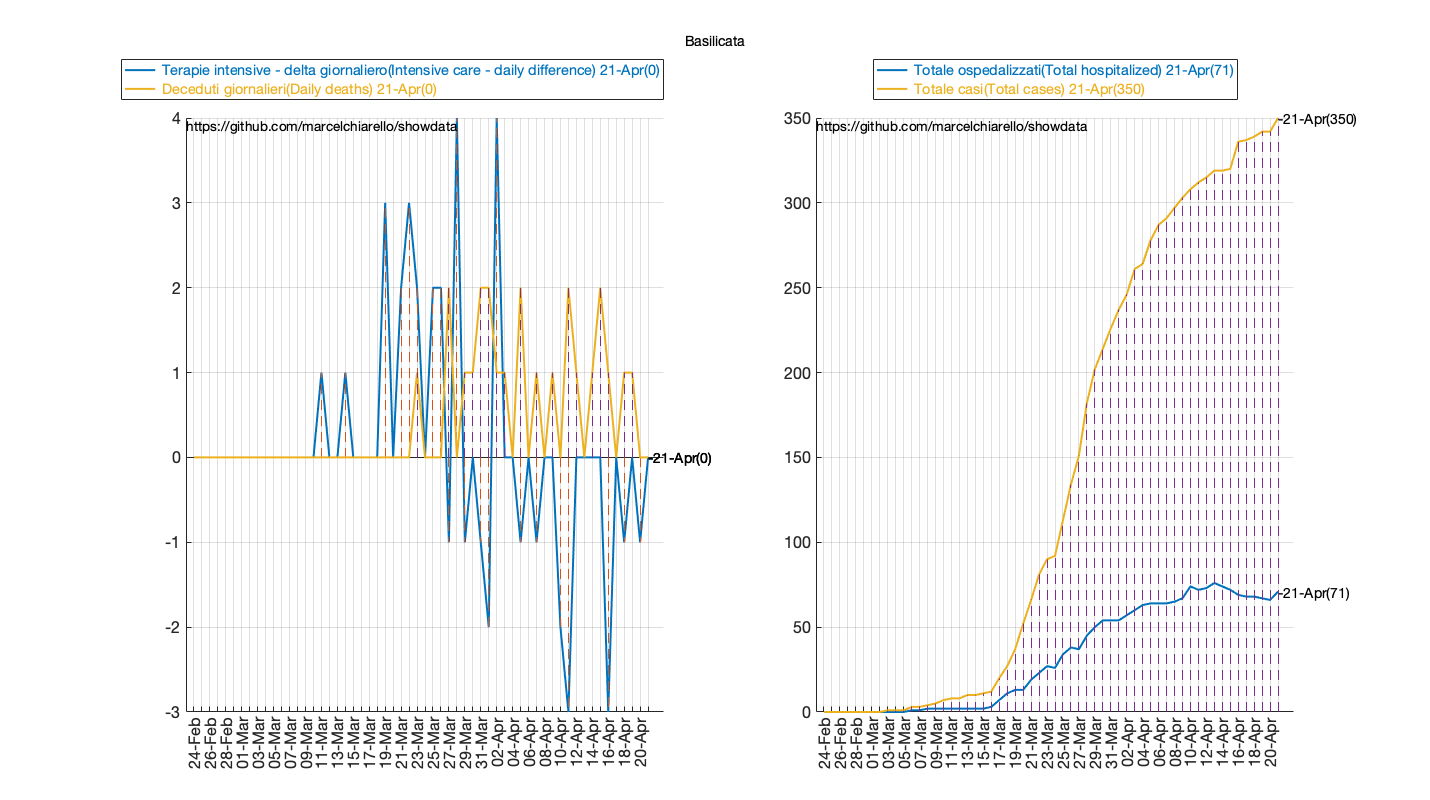 Basilicata
Terapie intensive - delta giornaliero(Intensive care - daily difference) 21-Apr(0)
Deceduti giornalieri(Daily deaths) 21-Apr(0)
https://github.com/marcelchiarello/showdata
4
3
2
1
0
-1
-2
-3
-21-Apr(0)
24-Feb
26-Feb
28-Feb
01-Mar
03-Mar
05-Mar
07-Mar
09-Mar
11-Mar
13-Mar
15-Mar
17-Mar
19-Mar
21-Mar
23-Mar
25-Mar
27-Mar
29-Mar
31-Mar
02-Apr
04-Apr
06-Apr
08-Apr
10-Apr
12-Apr
14-Apr
16-Apr
18-Apr
20-Apr
Totale ospedalizzati(Total hospitalized) 21-Apr(71)
Totale casi(Total cases) 21-Apr(350)
https://github.com/marcelchiarello/showdata
350
300
250
200
150
100
50
0
-21-Apr(350)
-21-Apr(71)
24-Feb
26-Feb
28-Feb
01-Mar
03-Mar
05-Mar
07-Mar
09-Mar
11-Mar
13-Mar
15-Mar
17-Mar
19-Mar
21-Mar
23-Mar
25-Mar
27-Mar
29-Mar
31-Mar
02-Apr
04-Apr
06-Apr
08-Apr
10-Apr
12-Apr
14-Apr
16-Apr
18-Apr
20-Apr